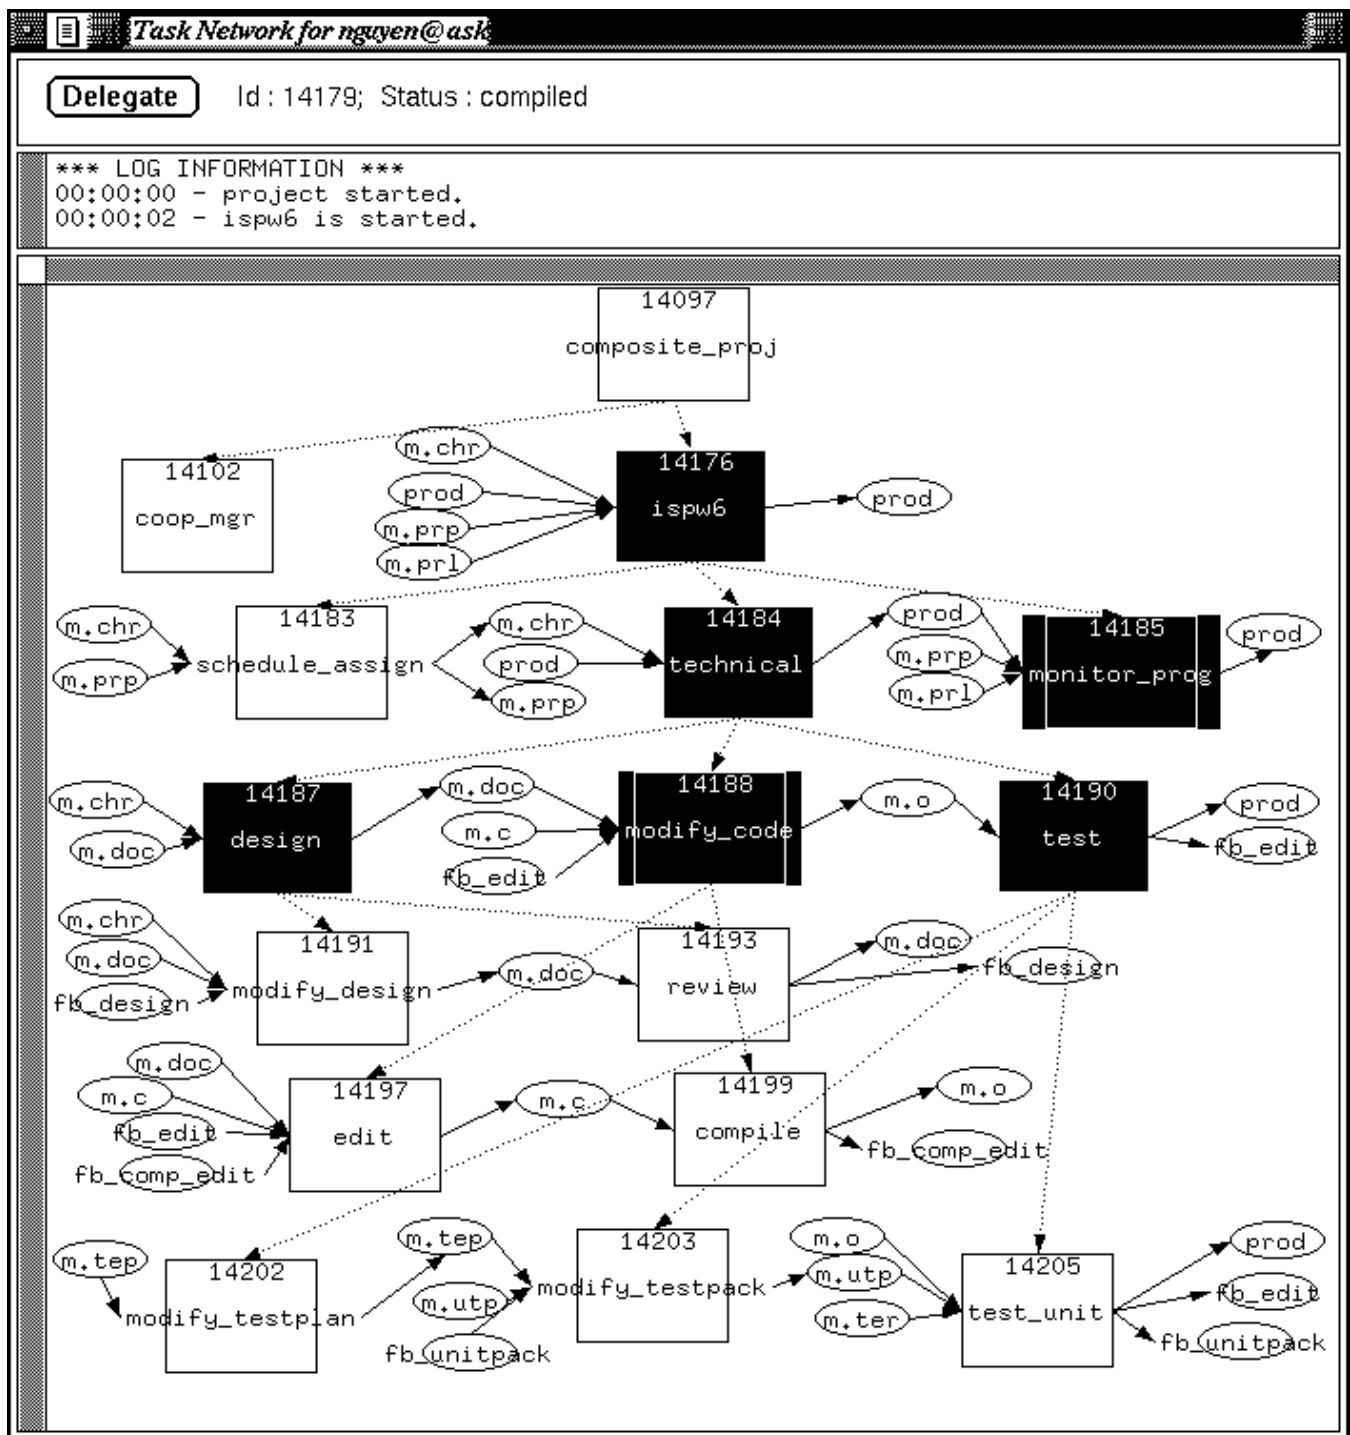 Task Network for nguyen@ask
Delegate Id : 14179; Status : compiled
*** LOG INFORMATION ***
00:00:00 - project started.
00:00:02 - ispw6 is started.
14097
composite_proj
14102
coop_mgr
m.chr
prod
m.prp
m.prl
14176
ispw6
prod
m.chr
m.prp
14183
schedule_assign
m.chr
prod
m.prp
14184
technical
prod
m.prp
m.prl
14185
monitor_prog
prod
m.chr
m.doc
14187
design
m.doc
m.c
fb_edit
14188
modify_code
m.o
14190
test
prod
fb_edit
m.chr
m.doc
fb_design
14191
modify_design
m.doc
14193
review
m.doc
fb_design
m.doc
m.c
fb_edit
fb_comp_edit
14197
edit
m.c
14199
compile
m.o
fb_comp_edit
m.tep
14202
modify_testplan
m.tep
m.utp
fb_unitpack
14203
modify_testpack
m.o
m.utp
m.ter
14205
test_unit
prod
fb_edit
fb_unitpack